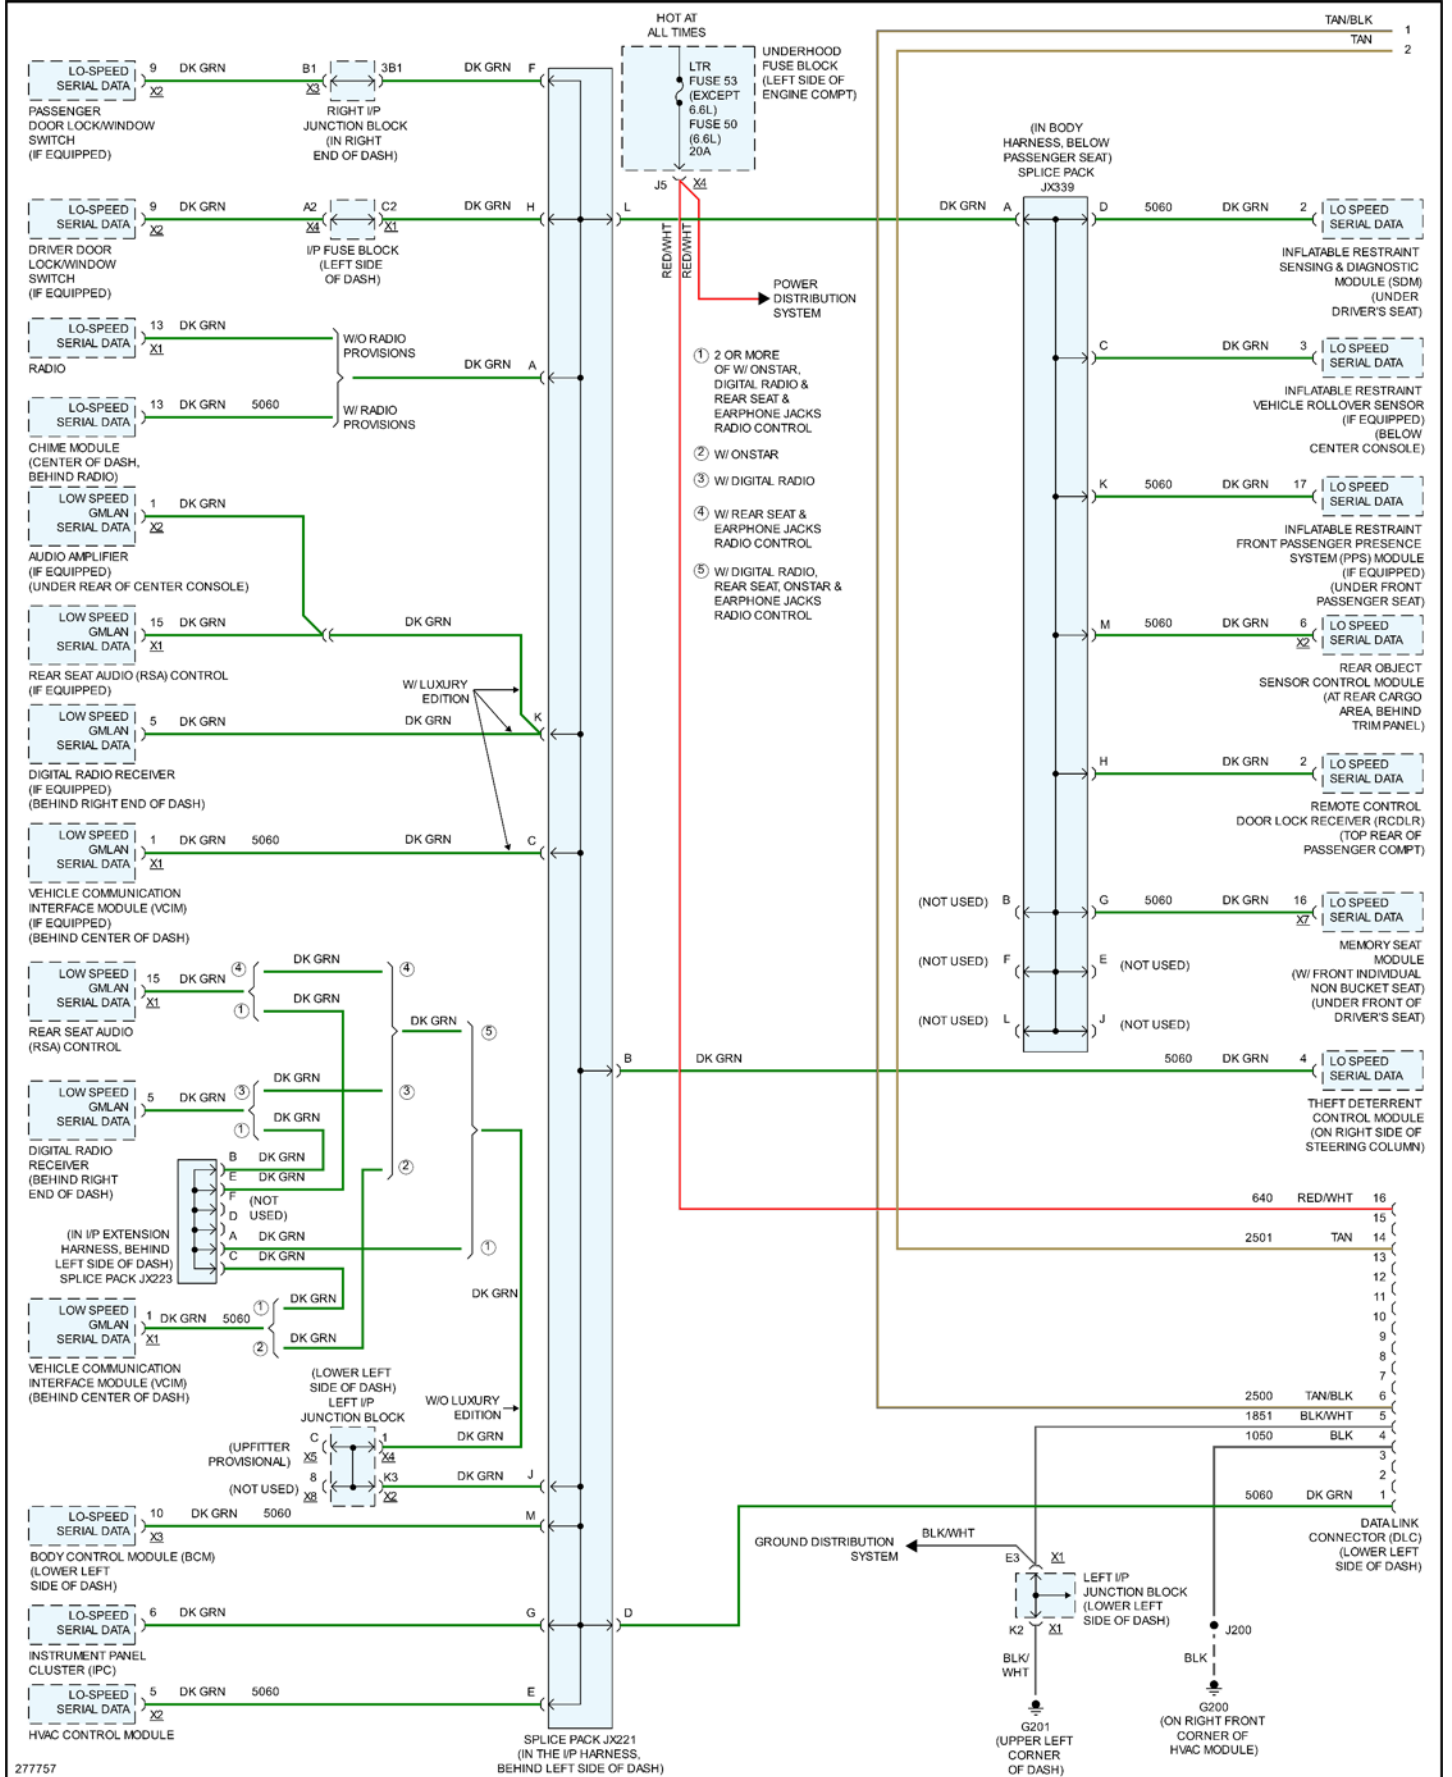 HOT AT
ALL TIMES
TAN/BLK 1
TAN 2
LTR
FUSE 53
(EXCEPT
6.6L)
FUSE 50
(6.6L)
20A
UNDERHOOD
FUSE BLOCK
(LEFT SIDE OF
ENGINE COMPT)
J5 X4
RED/WHT
RED/WHT
POWER
DISTRIBUTION
SYSTEM
LO-SPEED
SERIAL DATA
9 DK GRN B1 3B1 DK GRN F
X2 X3
PASSENGER
DOOR LOCK/WINDOW
SWITCH
(IF EQUIPPED)
RIGHT I/P
JUNCTION BLOCK
(IN RIGHT
END OF DASH)
LO-SPEED
SERIAL DATA
9 DK GRN A2 C2 DK GRN H L
X2 X4 X1
DRIVER DOOR
LOCK/WINDOW
SWITCH
(IF EQUIPPED)
I/P FUSE BLOCK
(LEFT SIDE
OF DASH)
LO-SPEED
SERIAL DATA
13 DK GRN
X1
RADIO
W/O RADIO
PROVISIONS
DK GRN A
LO-SPEED
SERIAL DATA
13 DK GRN 5060
W/ RADIO
PROVISIONS
CHIME MODULE
(CENTER OF DASH,
BEHIND RADIO)
LOW SPEED
GMLAN
SERIAL DATA
1 DK GRN
X2
AUDIO AMPLIFIER
(IF EQUIPPED)
(UNDER REAR OF CENTER CONSOLE)
LOW SPEED
GMLAN
SERIAL DATA
15 DK GRN DK GRN
X1
REAR SEAT AUDIO (RSA) CONTROL
(IF EQUIPPED)
W/ LUXURY
EDITION
LOW SPEED
GMLAN
SERIAL DATA
5 DK GRN DK GRN K
DIGITAL RADIO RECEIVER
(IF EQUIPPED)
(BEHIND RIGHT END OF DASH)
LOW SPEED
GMLAN
SERIAL DATA
1 DK GRN 5060 DK GRN C
X1
VEHICLE COMMUNICATION
INTERFACE MODULE (VCIM)
(IF EQUIPPED)
(BEHIND CENTER OF DASH)
LOW SPEED
GMLAN
SERIAL DATA
15 DK GRN
X1
4 DK GRN 4
1 DK GRN
REAR SEAT AUDIO
(RSA) CONTROL
DK GRN 5
LOW SPEED
GMLAN
SERIAL DATA
5 DK GRN
3 DK GRN 3
1 DK GRN
DIGITAL RADIO
RECEIVER
(BEHIND RIGHT
END OF DASH)
B DK GRN
E DK GRN
2
F
D
(NOT
USED)
A DK GRN
1
C DK GRN
(IN I/P EXTENSION
HARNESS, BEHIND
LEFT SIDE OF DASH)
SPLICE PACK JX223
DK GRN
LOW SPEED
GMLAN
SERIAL DATA
1 DK GRN 5060
X1
1 DK GRN
2 DK GRN
VEHICLE COMMUNICATION
INTERFACE MODULE (VCIM)
(BEHIND CENTER OF DASH)
(LOWER LEFT
SIDE OF DASH)
LEFT I/P
JUNCTION BLOCK
W/O LUXURY
EDITION
(UPFITTER
PROVISIONAL)
C 1 DK GRN
X5 X4
(NOT USED) 8 K3 DK GRN J
X8 X2
LO-SPEED
SERIAL DATA
10 DK GRN 5060 M
X3
BODY CONTROL MODULE (BCM)
(LOWER LEFT
SIDE OF DASH)
LO-SPEED
SERIAL DATA
6 DK GRN G D
INSTRUMENT PANEL
CLUSTER (IPC)
LO-SPEED
SERIAL DATA
5 DK GRN 5060 E
X2
HVAC CONTROL MODULE
SPLICE PACK JX221
(IN THE I/P HARNESS,
BEHIND LEFT SIDE OF DASH)
277757
1 2 OR MORE
OF W/ ONSTAR,
DIGITAL RADIO &
REAR SEAT &
EARPHONE JACKS
RADIO CONTROL
2 W/ ONSTAR
3 W/ DIGITAL RADIO
4 W/ REAR SEAT &
EARPHONE JACKS
RADIO CONTROL
5 W/ DIGITAL RADIO,
REAR SEAT, ONSTAR &
EARPHONE JACKS
RADIO CONTROL
(IN BODY
HARNESS, BELOW
PASSENGER SEAT)
SPLICE PACK
JX339
DK GRN A D 5060 DK GRN 2
LO SPEED
SERIAL DATA
INFLATABLE RESTRAINT
SENSING & DIAGNOSTIC
MODULE (SDM)
(UNDER
DRIVER'S SEAT)
C DK GRN 3
LO SPEED
SERIAL DATA
INFLATABLE RESTRAINT
VEHICLE ROLLOVER SENSOR
(IF EQUIPPED)
(BELOW
CENTER CONSOLE)
K 5060 DK GRN 17
LO SPEED
SERIAL DATA
INFLATABLE RESTRAINT
FRONT PASSENGER PRESENCE
SYSTEM (PPS) MODULE
(IF EQUIPPED)
(UNDER FRONT
PASSENGER SEAT)
M 5060 DK GRN 6
X2
LO SPEED
SERIAL DATA
REAR OBJECT
SENSOR CONTROL MODULE
(AT REAR CARGO
AREA, BEHIND
TRIM PANEL)
H DK GRN 2
LO SPEED
SERIAL DATA
REMOTE CONTROL
DOOR LOCK RECEIVER (RCDLR)
(TOP REAR OF
PASSENGER COMPT)
(NOT USED) B G 5060 DK GRN 16
X7
LO SPEED
SERIAL DATA
MEMORY SEAT
MODULE
(W/ FRONT INDIVIDUAL
NON BUCKET SEAT)
(UNDER FRONT OF
DRIVER'S SEAT)
(NOT USED) F E (NOT USED)
(NOT USED) L J (NOT USED)
B DK GRN 5060 DK GRN 4
LO SPEED
SERIAL DATA
THEFT DETERRENT
CONTROL MODULE
(ON RIGHT SIDE OF
STEERING COLUMN)
640 RED/WHT 16
15
2501 TAN 14
13
12
11
10
9
8
7
2500 TAN/BLK 6
1851 BLK/WHT 5
1050 BLK 4
3
2
5060 DK GRN 1
DATA LINK
CONNECTOR (DLC)
(LOWER LEFT
SIDE OF DASH)
GROUND DISTRIBUTION
SYSTEM
BLK/WHT
E3 X1
LEFT I/P
JUNCTION BLOCK
(LOWER LEFT
SIDE OF DASH)
K2 X1
BLK/
WHT
G201
(UPPER LEFT
CORNER
OF DASH)
J200
BLK
G200
(ON RIGHT FRONT
CORNER OF
HVAC MODULE)